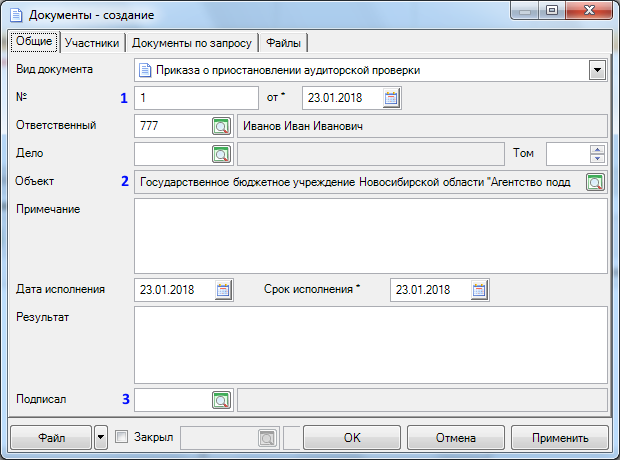 Документы - создание
Общие Участники Документы по запросу Файлы
Вид документа Приказа о приостановлении аудиторской проверки
№ 1 1 от * 23.01.2018
Ответственный 777 Иванов Иван Иванович
Дело Том
Объект 2 Государственное бюджетное учреждение Новосибирской области "Агентство подд
Примечание
Дата исполнения 23.01.2018 Срок исполнения * 23.01.2018
Результат
Подписал 3
Файл Закрыл OK Отмена Применить